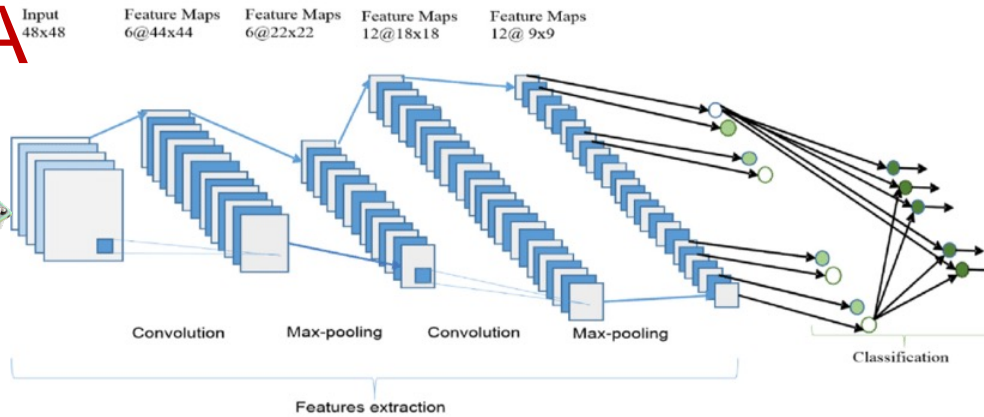 A
Input
48x48
Feature Maps
6@44x44
Feature Maps
6@22x22
Feature Maps
12@18x18
Feature Maps
12@ 9x9
Convolution
Max-pooling
Convolution
Max-pooling
Classification
Features extraction